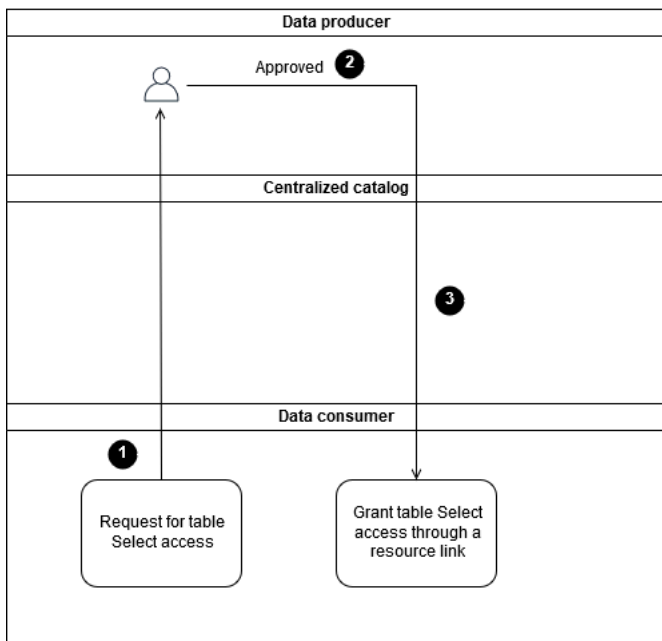 Data producer
Approved 2
Centralized catalog
3
Data consumer
1
Request for table
Select access
Grant table Select
access through a
resource link